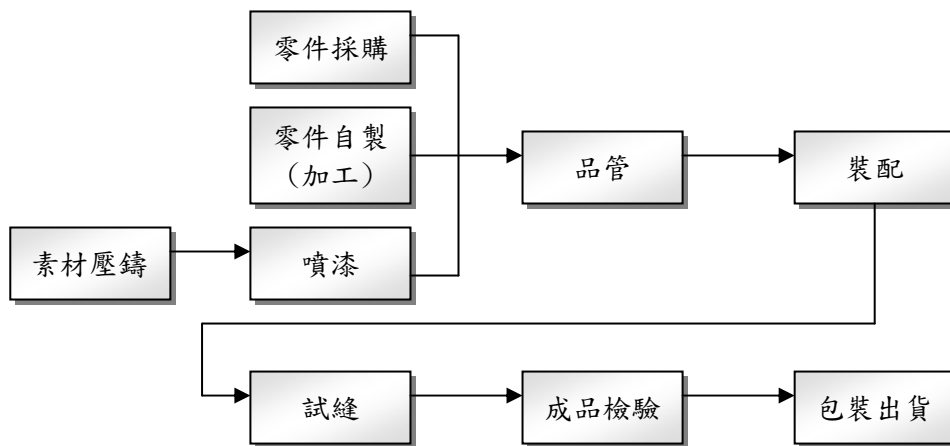 零件採購
零件自製
(加工)
品管
裝配
素材壓鑄
噴漆
試縫
成品檢驗
包裝出貨